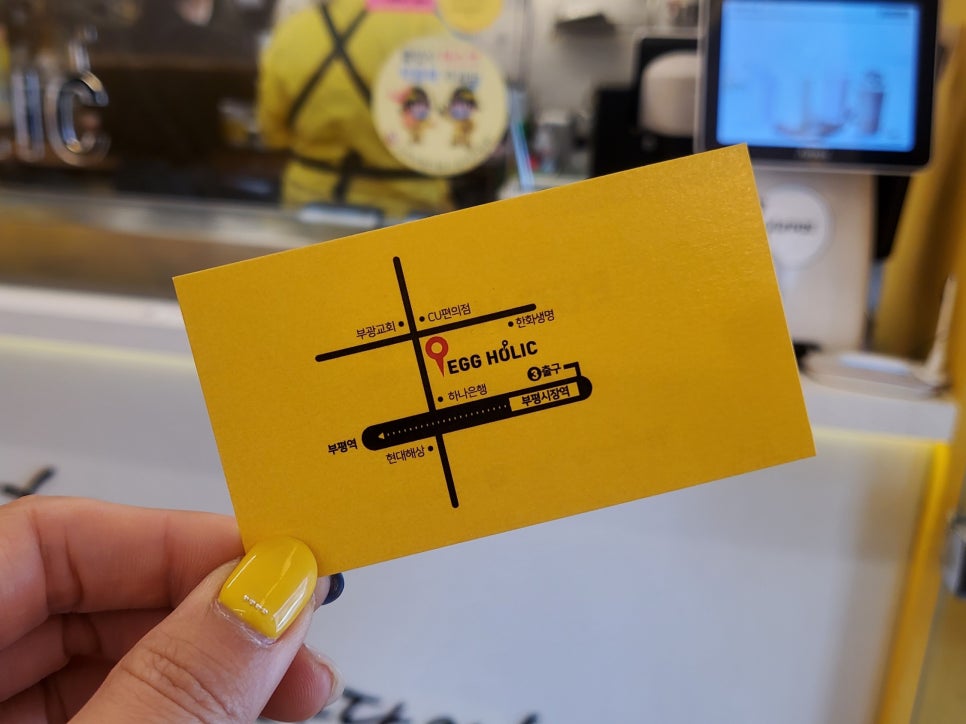 부광교회
CU편의점
한화생명
EGG HOLIC
3출구
하나은행
부평시장역
부평역
현대해상